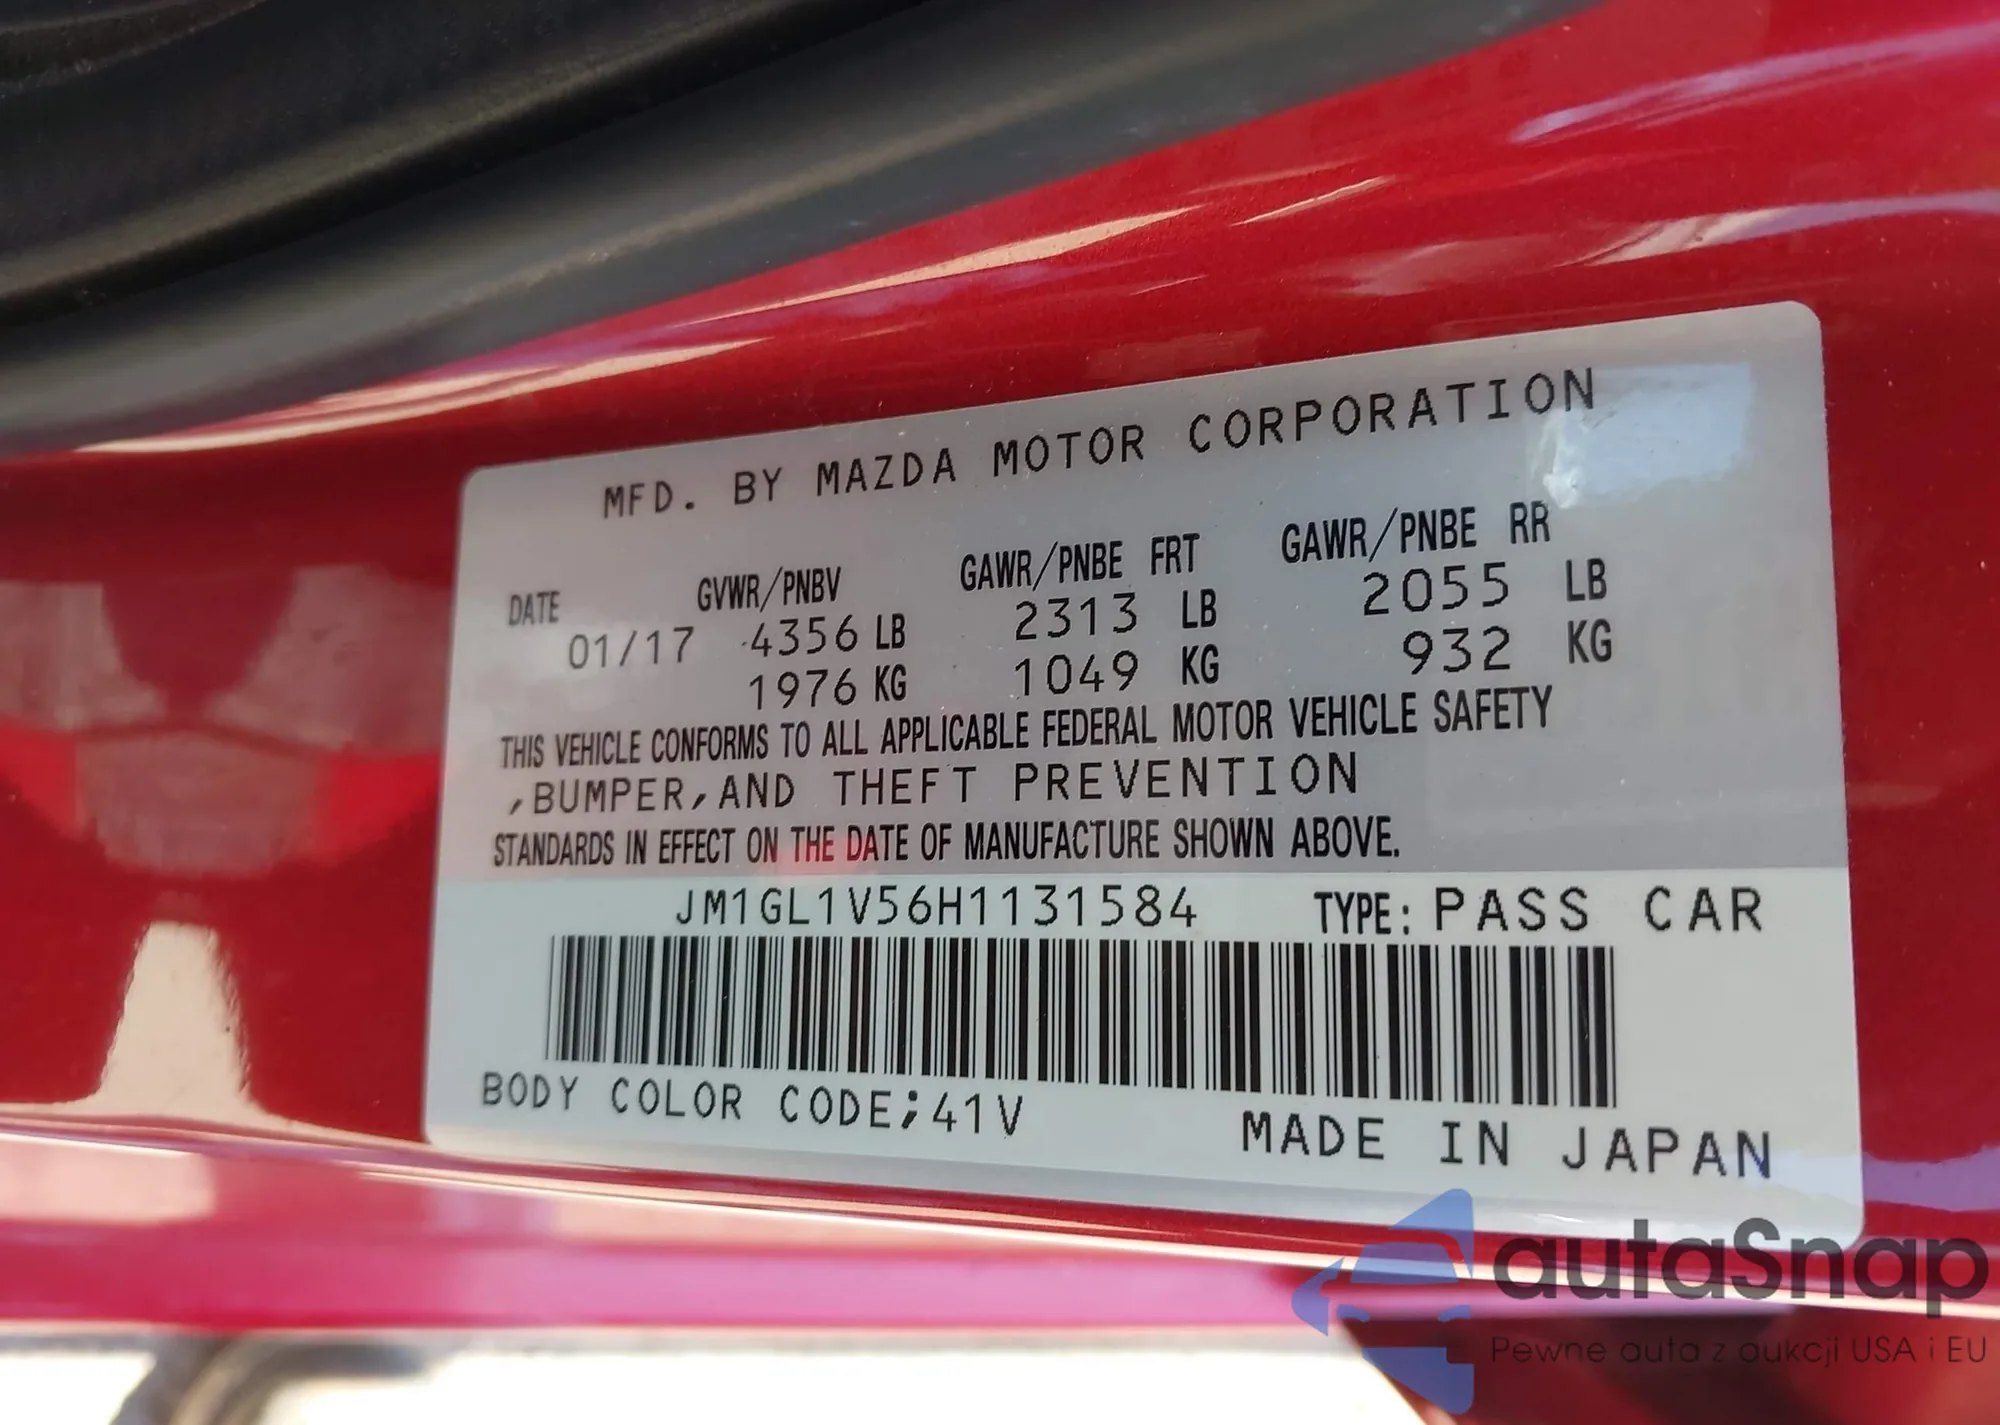 MFD. BY MAZDA MOTOR CORPORATION
DATE GVWR/PNBV GAWR/PNBE FRT GAWR/PNBE RR
01/17 4356 LB 2313 LB 2055 LB
1976 KG 1049 KG 932 KG
THIS VEHICLE CONFORMS TO ALL APPLICABLE FEDERAL MOTOR VEHICLE SAFETY
,BUMPER,AND THEFT PREVENTION
STANDARDS IN EFFECT ON THE DATE OF MANUFACTURE SHOWN ABOVE.
JM1GL1V56H1131584 TYPE: PASS CAR
BODY COLOR CODE;41V MADE IN JAPAN
autaSnap
Pewne auta z aukcji USA i EU